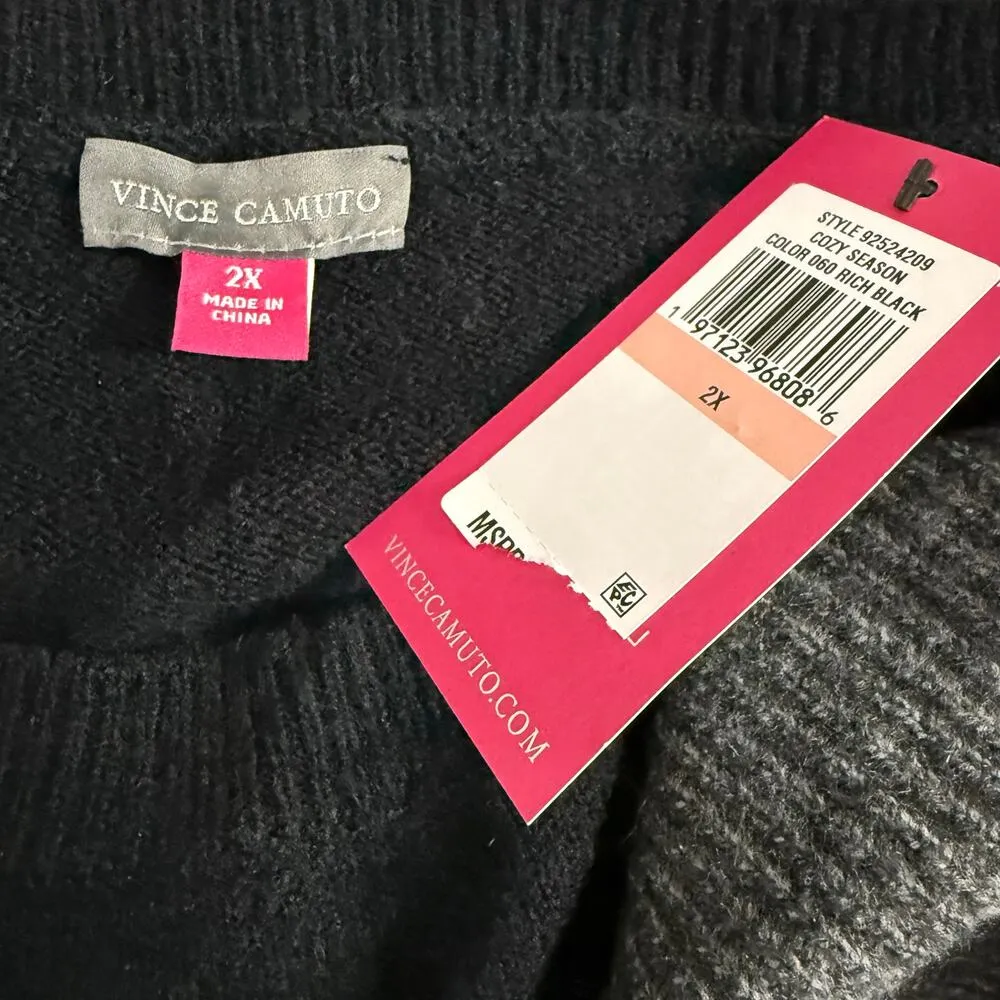 VINCE CAMUTO
2X
MADE IN
CHINA
STYLE 92524209
COZY SEASON
COLOR 060 RICH BLACK
1 97123 96808 6
2X
VINCECAMUTO.COM